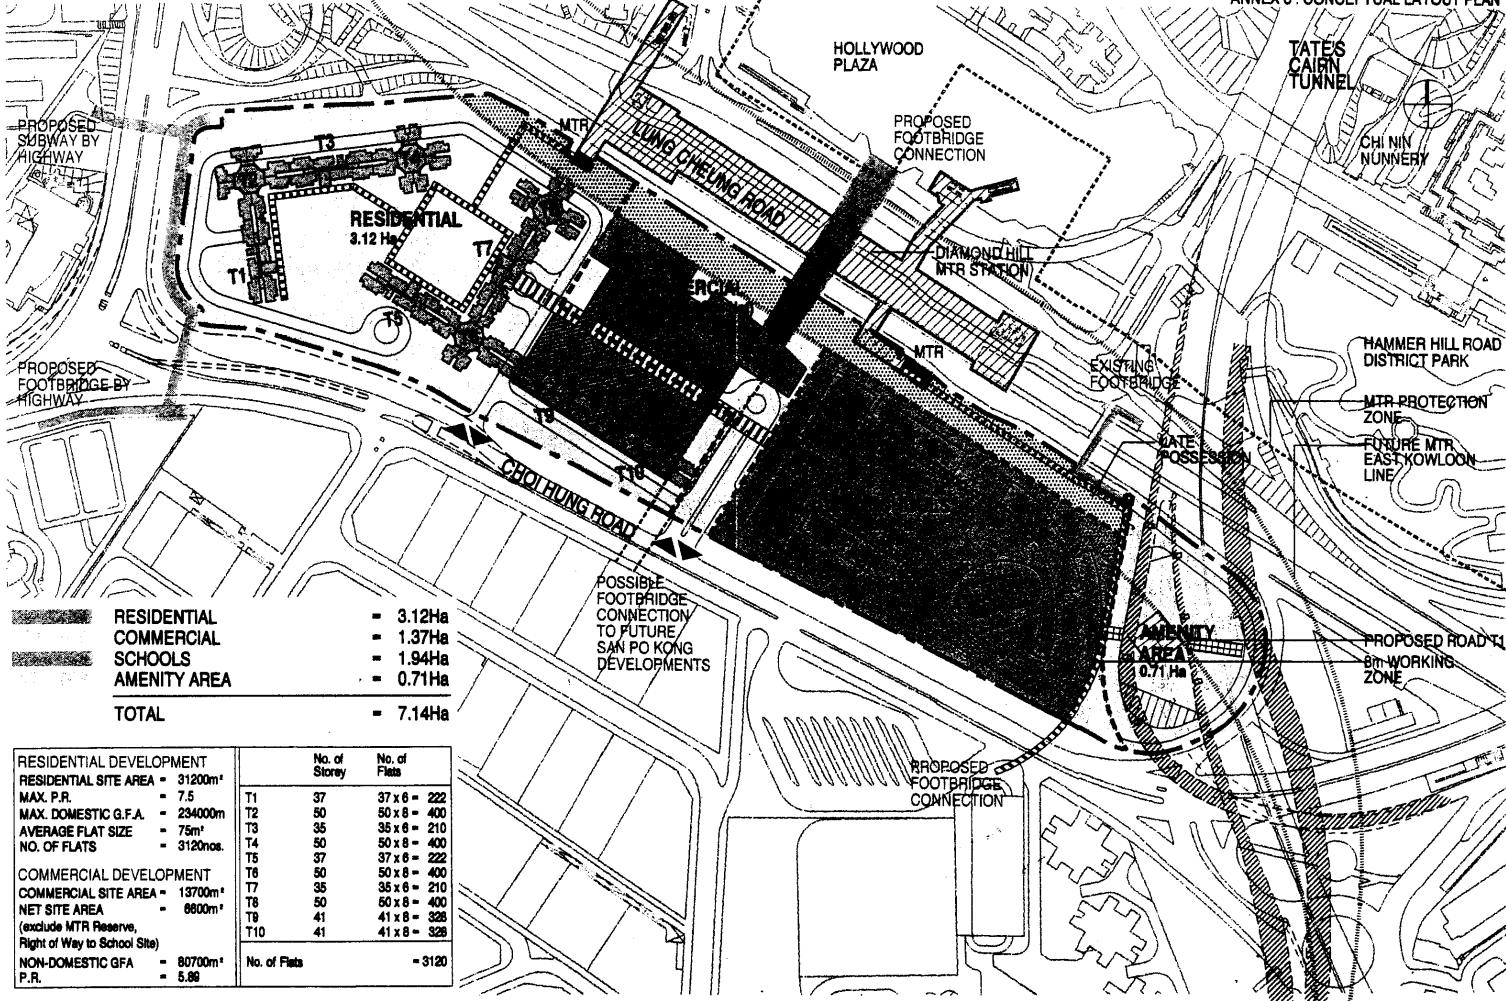 ANNEX 6 : CONCEPTUAL LAYOUT PLAN
HOLLYWOOD
PLAZA
TATE'S
CAIRN
TUNNEL
PROPOSED
SUBWAY BY
HIGHWAY
MTR
LUNG CHEUNG ROAD
PROPOSED
FOOTBRIDGE
CONNECTION
CHI NIN
NUNNERY
T3
T4
T2
RESIDENTIAL
3.12 Ha
T7
T1
T5
ERCIAL
DIAMOND HILL
MTR STATION
MTR
EXISTING
FOOTBRIDGE
HAMMER HILL ROAD
DISTRICT PARK
PROPOSED
FOOTBRIDGE BY
HIGHWAY
MTR PROTECTION
ZONE
T9
T10
CHOI HUNG ROAD
LATE
POSSESSION
FUTURE MTR
EAST KOWLOON
LINE
POSSIBLE
FOOTBRIDGE
CONNECTION
TO FUTURE
SAN PO KONG
DEVELOPMENTS
AMENITY
AREA
0.71 Ha
PROPOSED ROAD T1
8m WORKING
ZONE
PROPOSED
FOOTBRIDGE
CONNECTION
RESIDENTIAL = 3.12Ha
COMMERCIAL = 1.37Ha
SCHOOLS = 1.94Ha
AMENITY AREA = 0.71Ha
TOTAL = 7.14Ha
RESIDENTIAL DEVELOPMENT
RESIDENTIAL SITE AREA = 31200m²
MAX. P.R. = 7.5
MAX. DOMESTIC G.F.A. = 234000m
AVERAGE FLAT SIZE = 75m²
NO. OF FLATS = 3120nos.
COMMERCIAL DEVELOPMENT
COMMERCIAL SITE AREA = 13700m²
NET SITE AREA = 6600m²
(exclude MTR Reserve,
Right of Way to School Site)
NON-DOMESTIC GFA = 80700m²
P.R. = 5.89
No. of Storey No. of Flats
T1 37 37 x 6 = 222
T2 50 50 x 8 = 400
T3 35 35 x 6 = 210
T4 50 50 x 8 = 400
T5 37 37 x 6 = 222
T6 50 50 x 8 = 400
T7 35 35 x 6 = 210
T8 50 50 x 8 = 400
T9 41 41 x 8 = 328
T10 41 41 x 8 = 328
No. of Flats = 3120